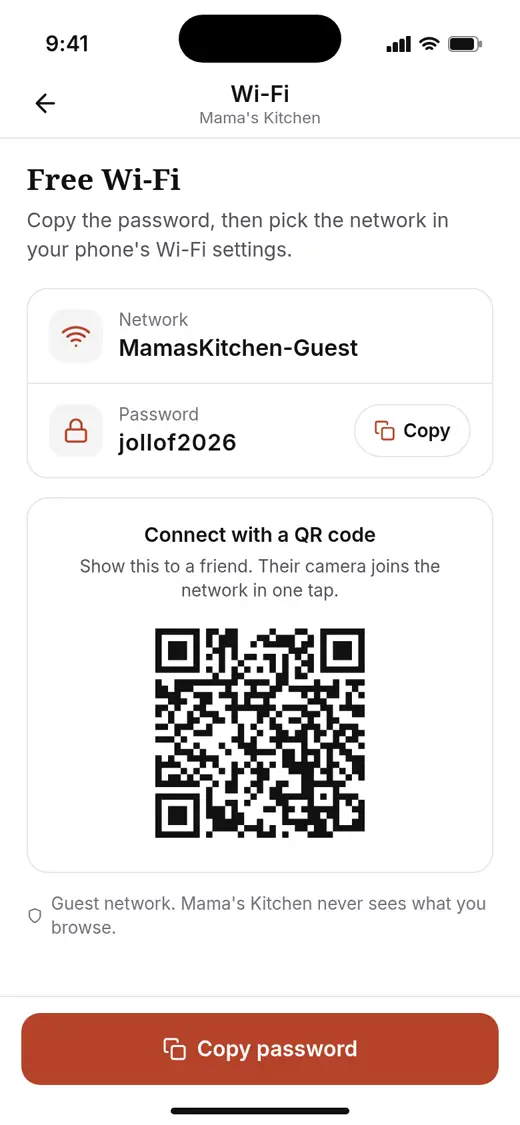 9:41
Wi-Fi
Mama's Kitchen
Free Wi-Fi
Copy the password, then pick the network in
your phone's Wi-Fi settings.
Network
MamasKitchen-Guest
Password
jollof2026
Copy
Connect with a QR code
Show this to a friend. Their camera joins the
network in one tap.
Guest network. Mama's Kitchen never sees what you
browse.
Copy password